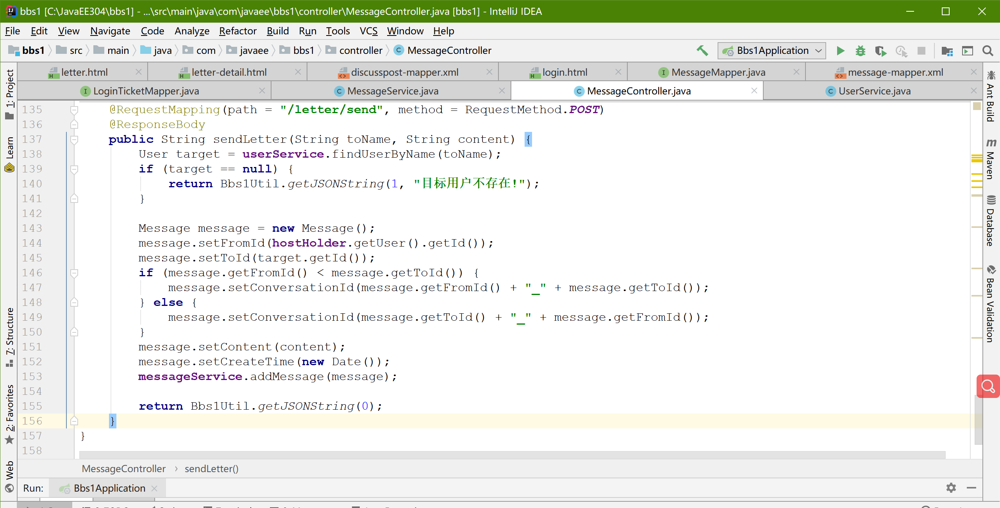 bbs1 [C:\JavaEE304\bbs1] - ...\src\main\java\com\javaee\bbs1\controller\MessageController.java [bbs1] - IntelliJ IDEA
File Edit View Navigate Code Analyze Refactor Build Run Tools VCS Window Help
bbs1 src main java com javaee bbs1 controller MessageController Bbs1Application
letter.html letter-detail.html discusspost-mapper.xml login.html MessageMapper.java message-mapper.xml
LoginTicketMapper.java MessageService.java MessageController.java UserService.java
135 @RequestMapping(path = "/letter/send", method = RequestMethod.POST)
136 @ResponseBody
137 public String sendLetter(String toName, String content) {
138 User target = userService.findUserByName(toName);
139 if (target == null) {
140 return Bbs1Util.getJSONString(1, "目标用户不存在!");
141 }
142
143 Message message = new Message();
144 message.setFromId(hostHolder.getUser().getId());
145 message.setToId(target.getId());
146 if (message.getFromId() < message.getToId()) {
147 message.setConversationId(message.getFromId() + "_" + message.getToId());
148 } else {
149 message.setConversationId(message.getToId() + "_" + message.getFromId());
150 }
151 message.setContent(content);
152 message.setCreateTime(new Date());
153 messageService.addMessage(message);
154
155 return Bbs1Util.getJSONString(0);
156 }
157 }
158
MessageController › sendLetter()
Run: Bbs1Application
1: Project
Learn
7: Structure
2: Favorites
Web
Ant Build
Maven
Database
Bean Validation